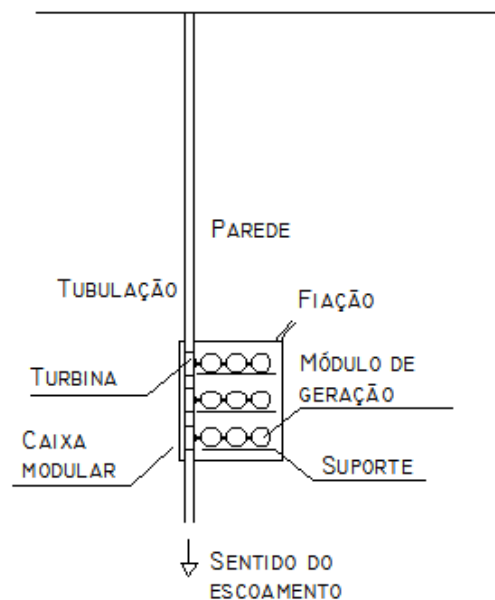 PAREDE
TUBULAÇÃO
FIAÇÃO
TURBINA
MÓDULO DE
GERAÇÃO
CAIXA
MODULAR
SUPORTE
SENTIDO DO
ESCOAMENTO